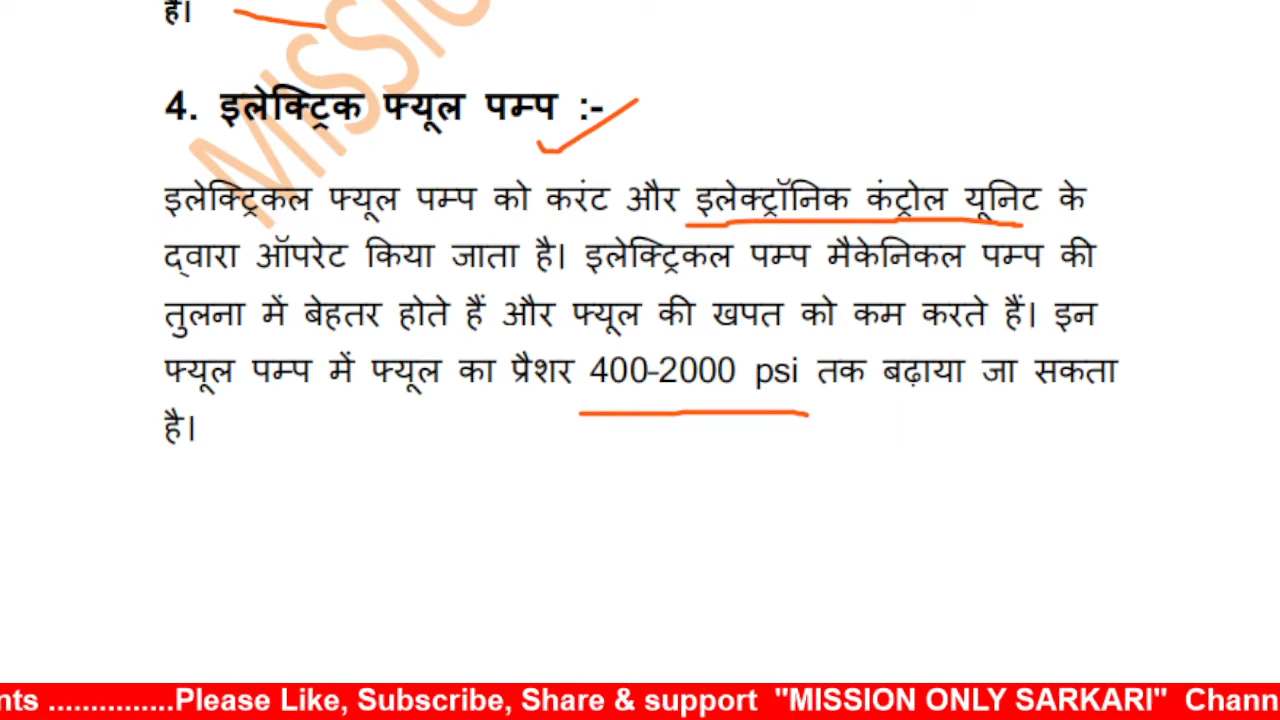 है।
MISSIO
4. इलेक्ट्रिक फ्यूल पम्प :-
इलेक्ट्रिकल फ्यूल पम्प को करंट और इलेक्ट्रॉनिक कंट्रोल यूनिट के
द्वारा ऑपरेट किया जाता है। इलेक्ट्रिकल पम्प मैकेनिकल पम्प की
तुलना में बेहतर होते हैं और फ्यूल की खपत को कम करते हैं। इन
फ्यूल पम्प में फ्यूल का प्रैशर 400-2000 psi तक बढ़ाया जा सकता
है।
nts ...............Please Like, Subscribe, Share & support "MISSION ONLY SARKARI" Chann